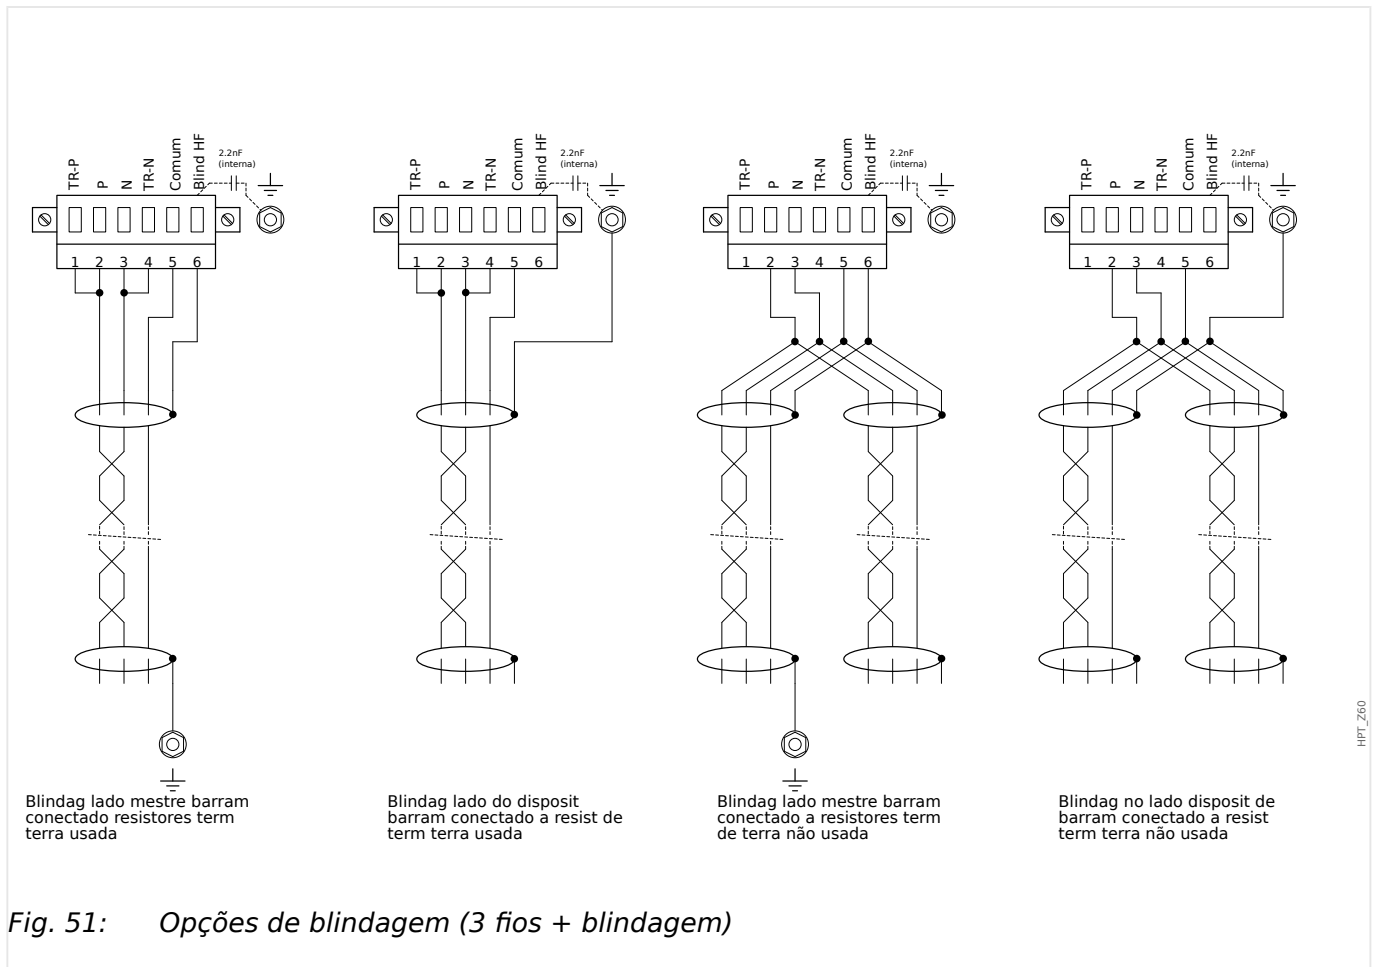 TR-P
P
N
TR-N
Comum
Blind HF
2.2nF
(interna)
1 2 3 4 5 6
TR-P
P
N
TR-N
Comum
Blind HF
2.2nF
(interna)
1 2 3 4 5 6
TR-P
P
N
TR-N
Comum
Blind HF
2.2nF
(interna)
1 2 3 4 5 6
TR-P
P
N
TR-N
Comum
Blind HF
2.2nF
(interna)
1 2 3 4 5 6
HPT_Z60
Blindag lado mestre barram
conectado resistores term
terra usada
Blindag lado do disposit
barram conectado a resist de
term terra usada
Blindag lado mestre barram
conectado a resistores term
de terra não usada
Blindag no lado disposit de
barram conectado a resist
term terra não usada
Fig. 51: Opções de blindagem (3 fios + blindagem)